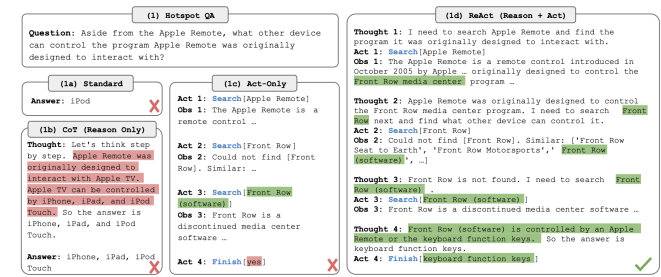 (1) Hotspot QA
Question: Aside from the Apple Remote, what other device
can control the program Apple Remote was originally
designed to interact with?
(1a) Standard
Answer: iPod
(1b) CoT (Reason Only)
Thought: Let's think step
by step. Apple Remote was
originally designed to
interact with Apple TV.
Apple TV can be controlled
by iPhone, iPad, and iPod
Touch. So the answer is
iPhone, iPad, and iPod
Touch.
Answer: iPhone, iPad, iPod
Touch
(1c) Act-Only
Act 1: Search[Apple Remote]
Obs 1: The Apple Remote is a
remote control …
Act 2: Search[Front Row]
Obs 2: Could not find [Front
Row]. Similar: …
Act 3: Search[Front Row
(software)]
Obs 3: Front Row is a
discontinued media center
software …
Act 4: Finish[yes]
(1d) ReAct (Reason + Act)
Thought 1: I need to search Apple Remote and find the
program it was originally designed to interact with.
Act 1: Search[Apple Remote]
Obs 1: The Apple Remote is a remote control introduced in
October 2005 by Apple … originally designed to control the
Front Row media center program …
Thought 2: Apple Remote was originally designed to control
the Front Row media center program. I need to search Front
Row next and find what other device can control it.
Act 2: Search[Front Row]
Obs 2: Could not find [Front Row]. Similar: ['Front Row
Seat to Earth', 'Front Row Motorsports',' Front Row
(software)', …]
Thought 3: Front Row is not found. I need to search Front
Row (software) .
Act 3: Search[Front Row (software)]
Obs 3: Front Row is a discontinued media center software …
Thought 4: Front Row (software) is controlled by an Apple
Remote or the keyboard function keys. So the answer is
keyboard function keys.
Act 4: Finish[keyboard function keys]